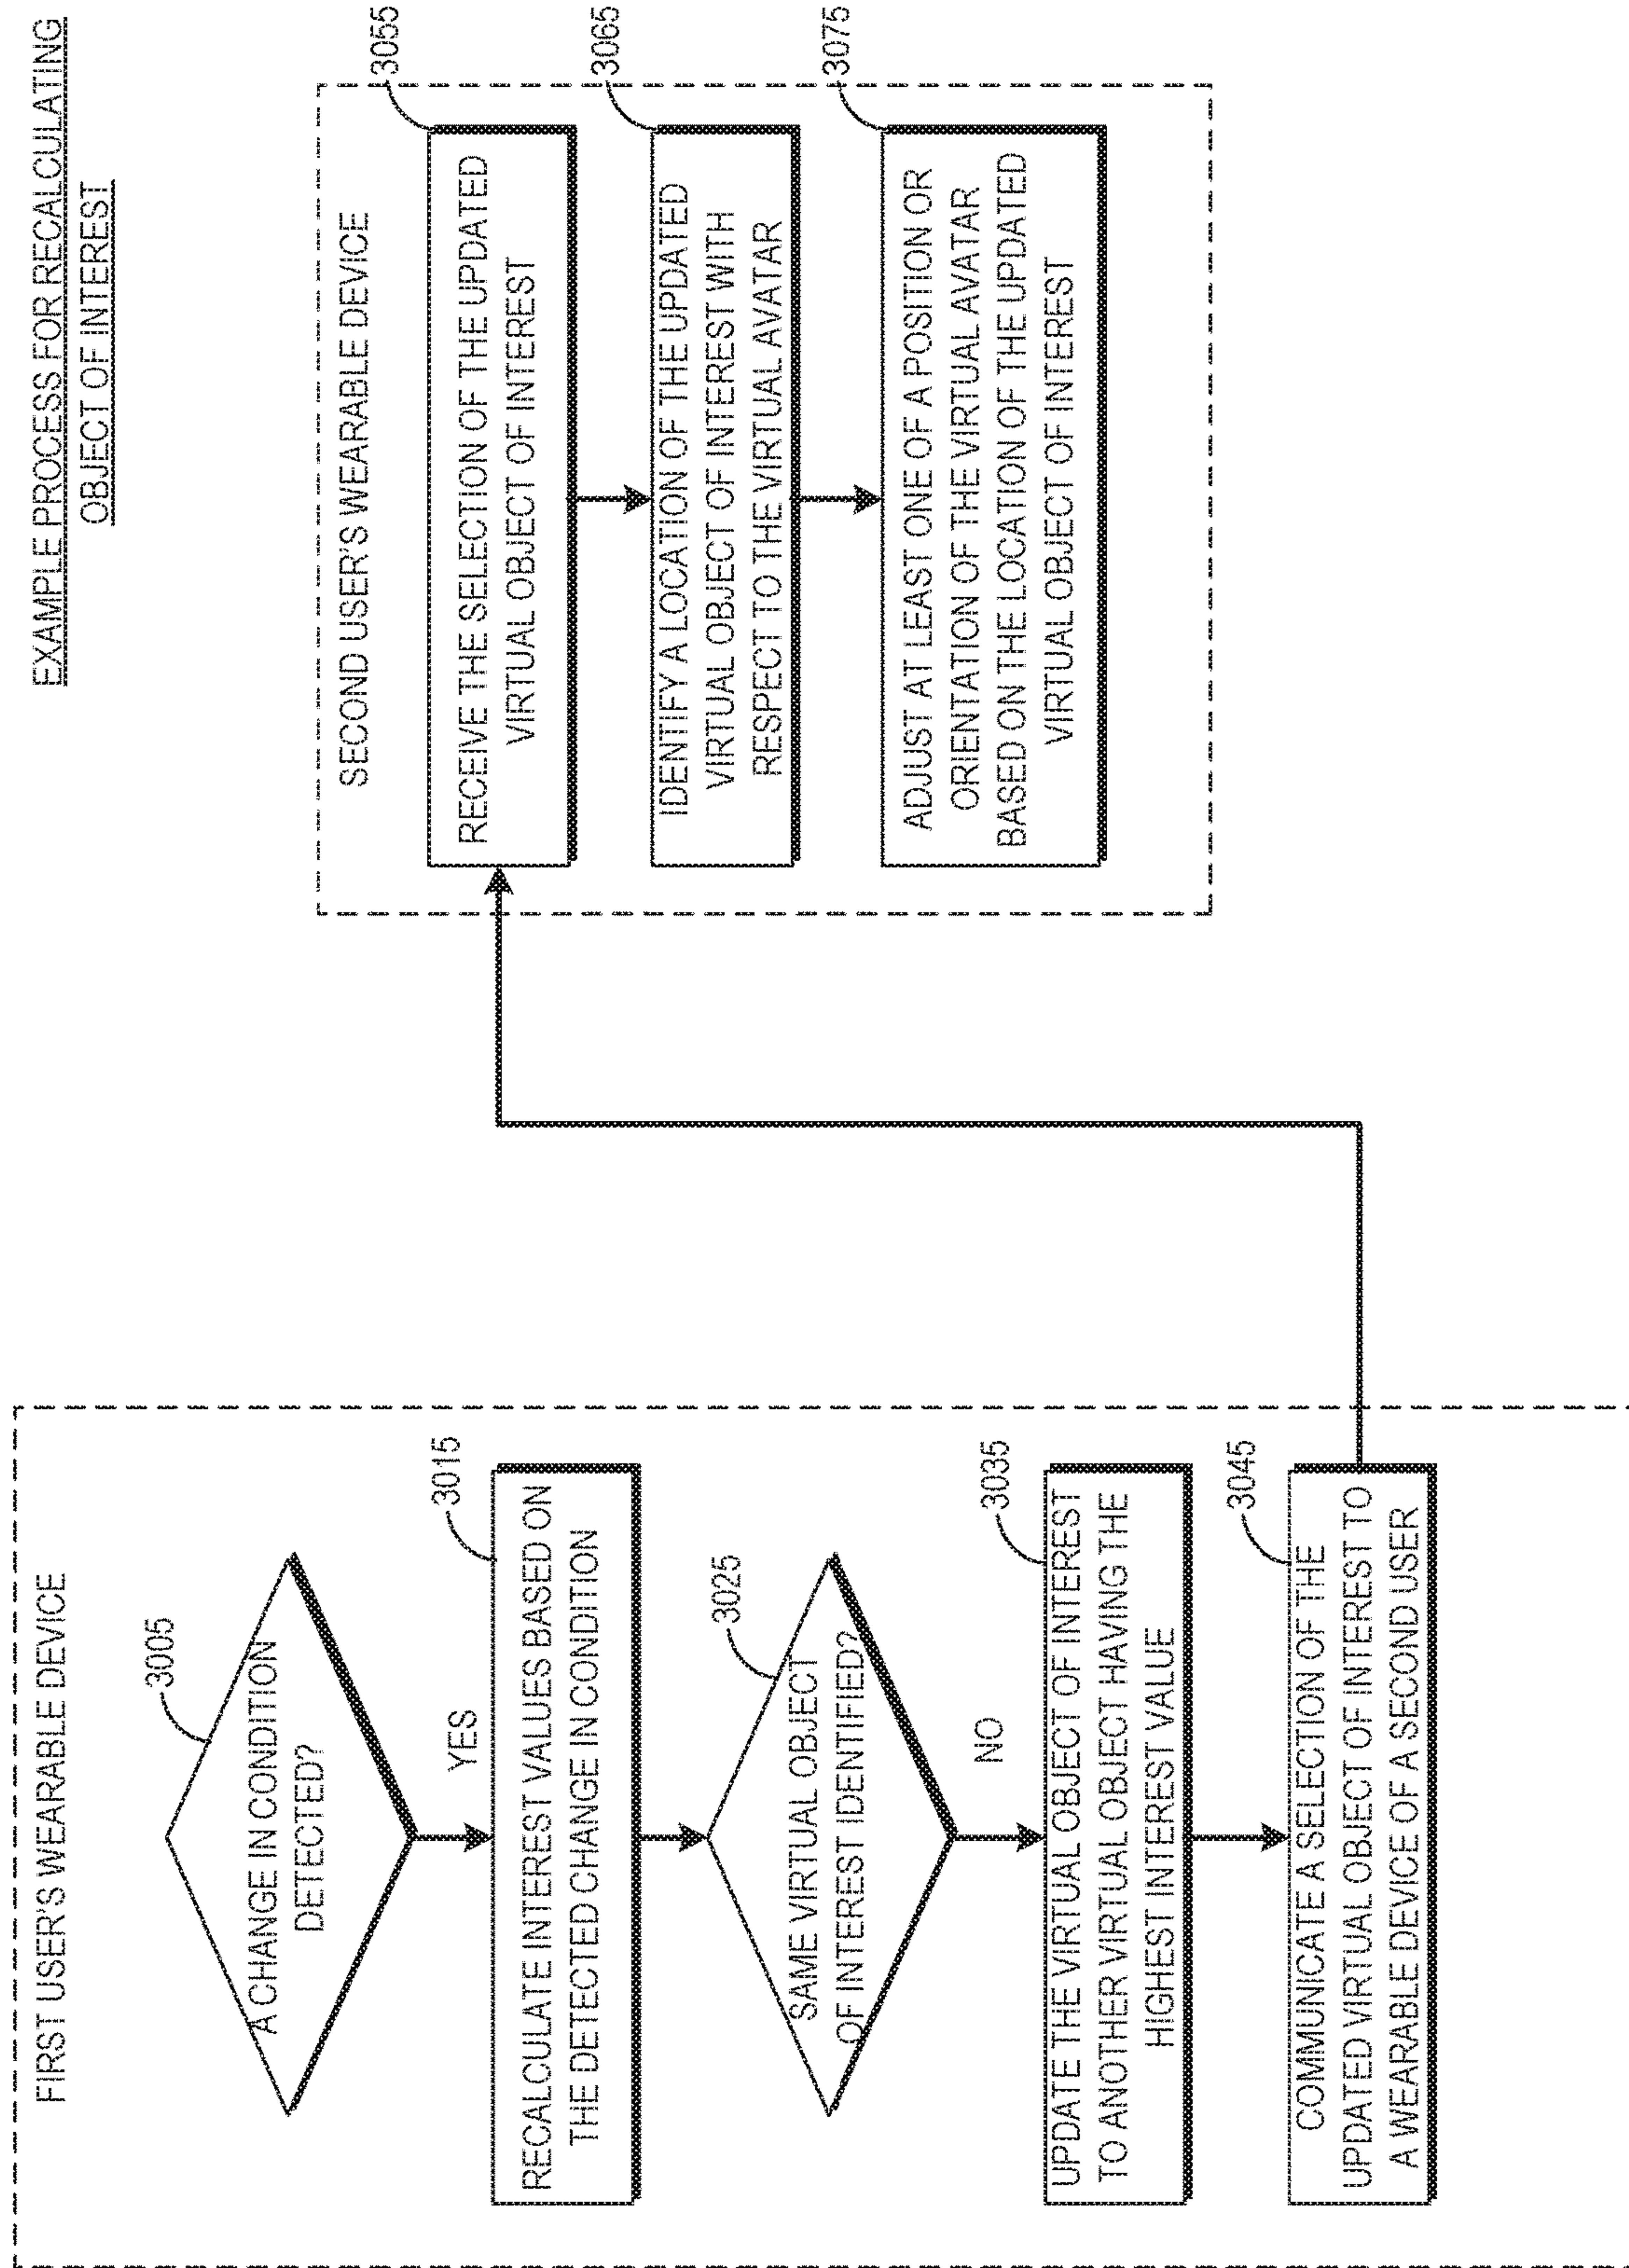 EXAMPLE PROCESS FOR RECALCULATING
OBJECT OF INTEREST
FIRST USER'S WEARABLE DEVICE
3005
A CHANGE IN CONDITION
DETECTED?
YES
3015
RECALCULATE INTEREST VALUES BASED ON
THE DETECTED CHANGE IN CONDITION
3025
SAME VIRTUAL OBJECT
OF INTEREST IDENTIFIED?
NO
3035
UPDATE THE VIRTUAL OBJECT OF INTEREST
TO ANOTHER VIRTUAL OBJECT HAVING THE
HIGHEST INTEREST VALUE
3045
COMMUNICATE A SELECTION OF THE
UPDATED VIRTUAL OBJECT OF INTEREST TO
A WEARABLE DEVICE OF A SECOND USER
SECOND USER'S WEARABLE DEVICE
3055
RECEIVE THE SELECTION OF THE UPDATED
VIRTUAL OBJECT OF INTEREST
3065
IDENTIFY A LOCATION OF THE UPDATED
VIRTUAL OBJECT OF INTEREST WITH
RESPECT TO THE VIRTUAL AVATAR
3075
ADJUST AT LEAST ONE OF A POSITION OR
ORIENTATION OF THE VIRTUAL AVATAR
BASED ON THE LOCATION OF THE UPDATED
VIRTUAL OBJECT OF INTEREST